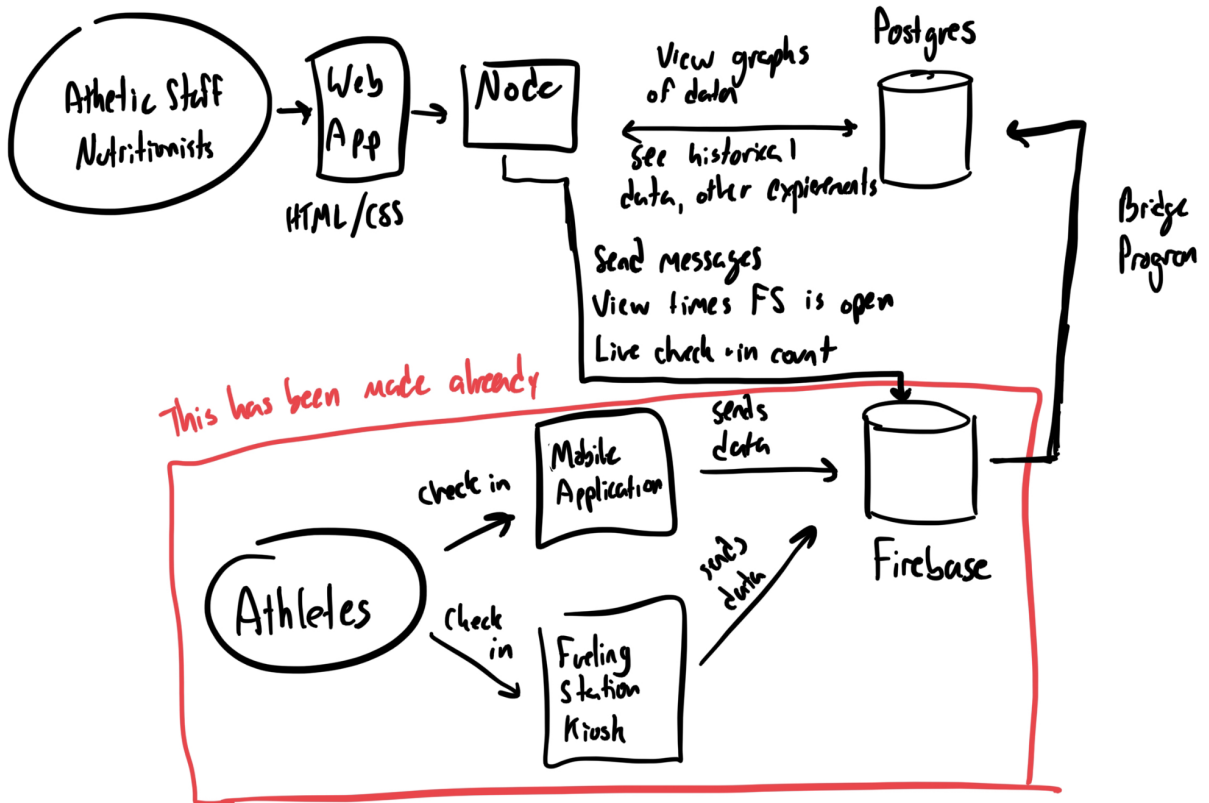 Athetic Staff
Nutritionists
Web
App
HTML/CSS
Node
View graphs
of data
See historical
data, other expierements
Postgres
Bridge
Program
Send messages
View times FS is open
Live check-in count
This has been made already
Athletes
check in
Check
in
Mobile
Application
Fueling
Station
Kiosk
sends
data
sends
data
Firebase